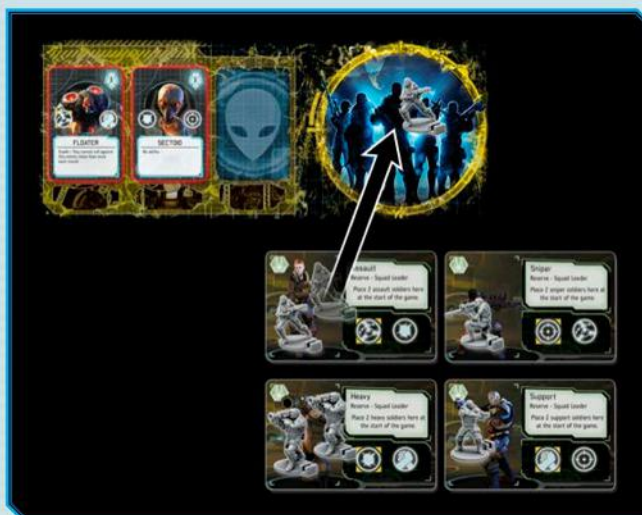 FLOATER
SECTOID
No ability.
Assault
Reserve - Squad Leader
Place 2 assault soldiers here
at the start of the game.
Sniper
Reserve - Squad Leader
Place 2 sniper soldiers here
at the start of the game.
Heavy
Reserve - Squad Leader
Place 2 heavy soldiers here at
the start of the game.
Support
Reserve - Squad Leader
Place 2 support soldiers here
at the start of the game.